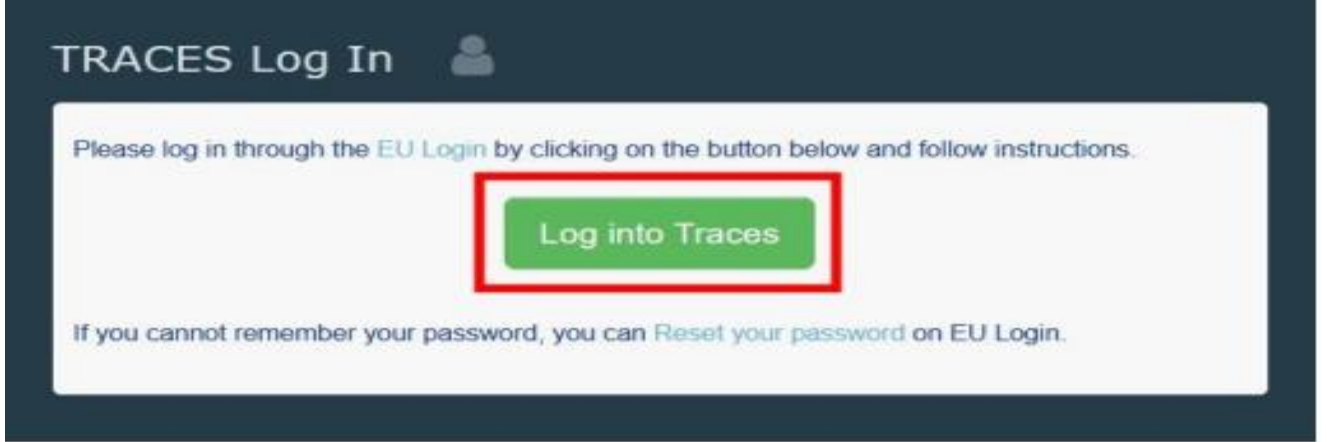 TRACES Log In
Please log in through the EU Login by clicking on the button below and follow instructions.
Log into Traces
If you cannot remember your password, you can Reset your password on EU Login.